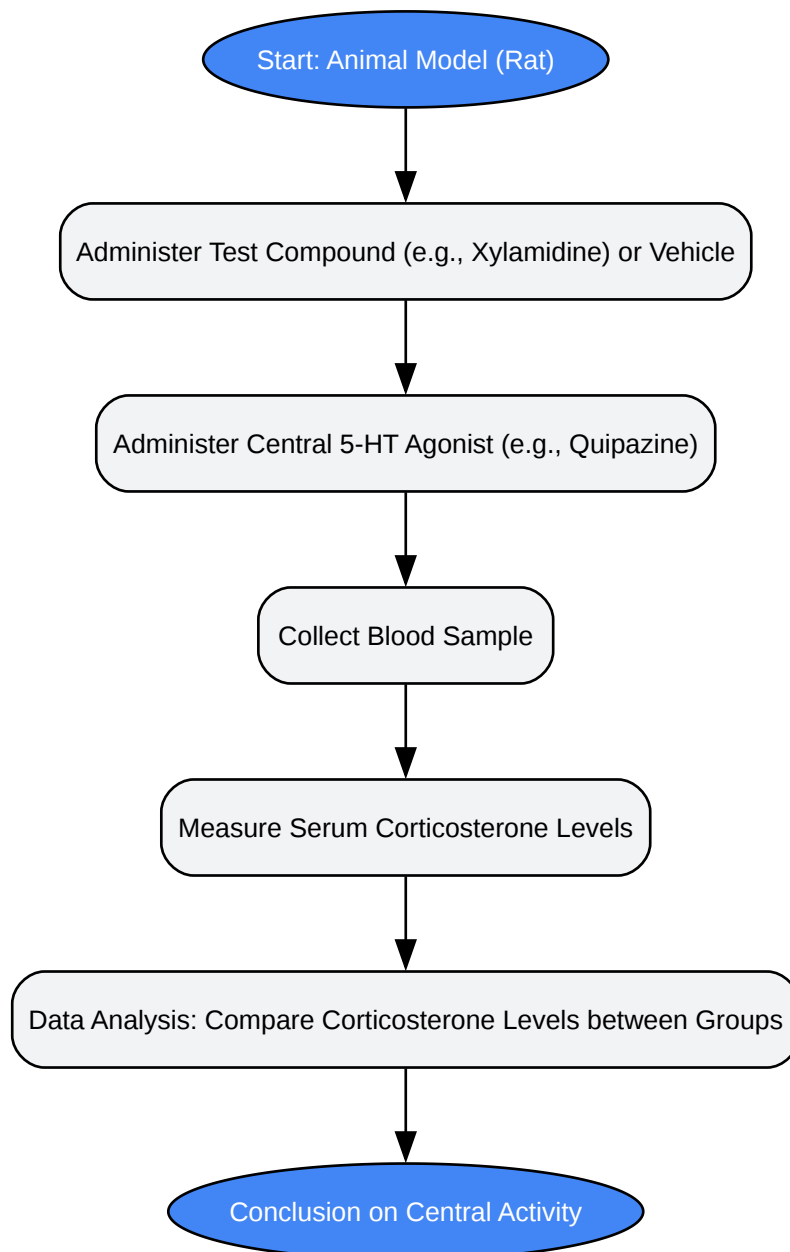 Start: Animal Model (Rat)
Administer Test Compound (e.g., Xylamidine) or Vehicle
Administer Central 5-HT Agonist (e.g., Quipazine)
Collect Blood Sample
Measure Serum Corticosterone Levels
Data Analysis: Compare Corticosterone Levels between Groups
Conclusion on Central Activity